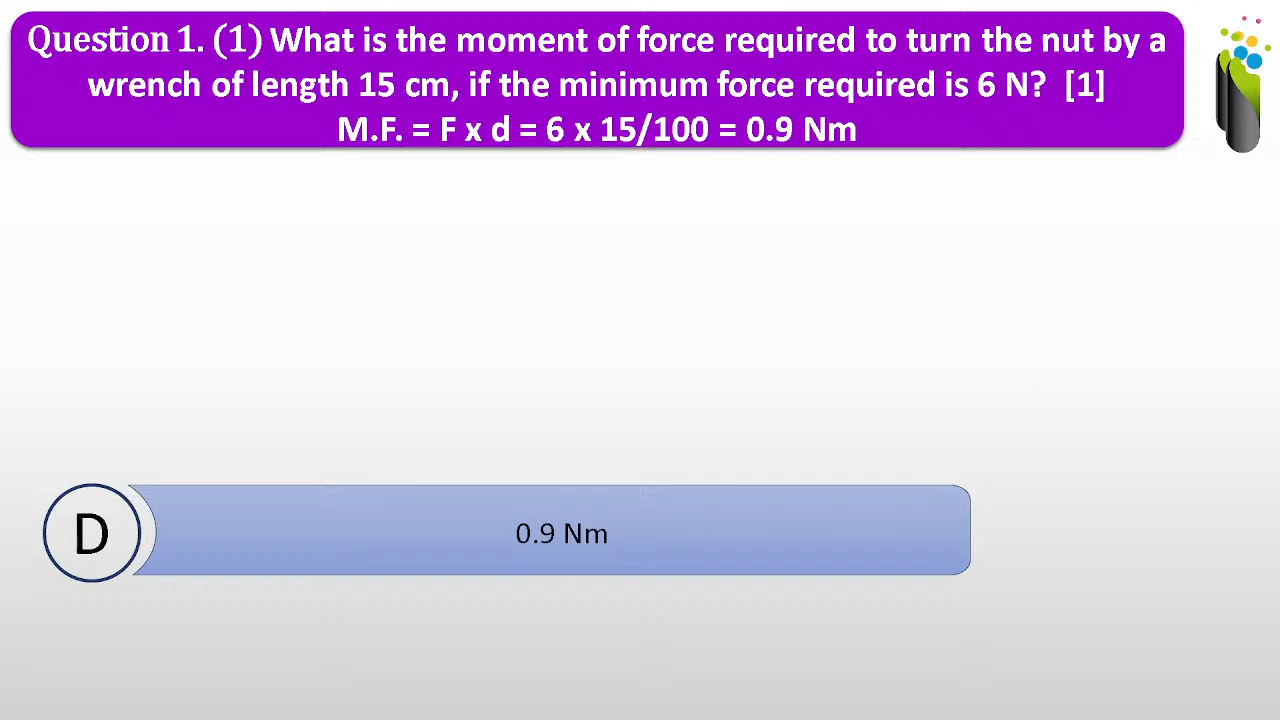 Question 1. (1) What is the moment of force required to turn the nut by a
wrench of length 15 cm, if the minimum force required is 6 N? [1]
M.F. = F x d = 6 x 15/100 = 0.9 Nm
D
0.9 Nm